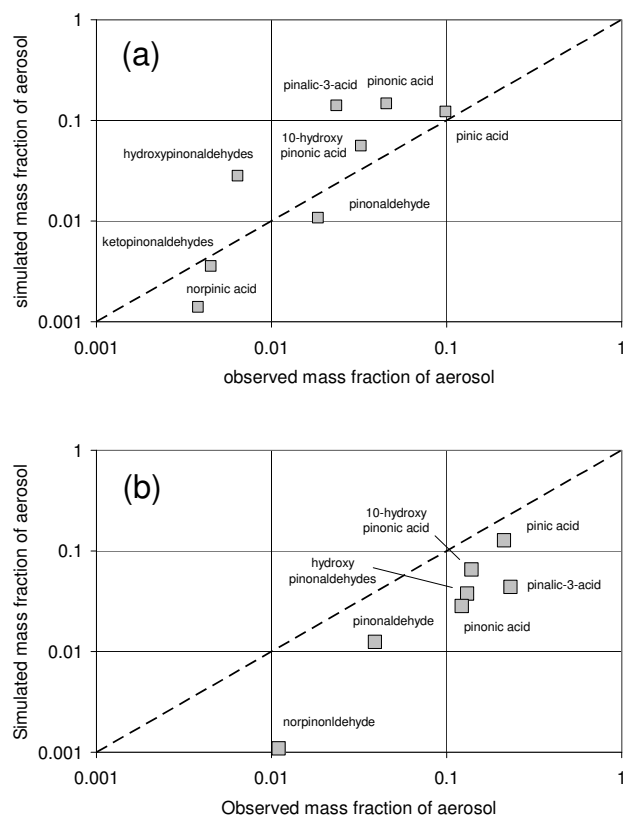 1
(a)
pinalic-3-acid
pinonic acid
0.1
10-hydroxy
pinonic acid
pinic acid
hydroxypinonaldehydes
pinonaldehyde
0.01
ketopinonaldehydes
norpinic acid
0.001
0.001
0.01
0.1
1
simulated mass fraction of aerosol
observed mass fraction of aerosol
1
(b)
10-hydroxy
pinonic acid
pinic acid
0.1
hydroxy
pinonaldehydes
pinalic-3-acid
pinonaldehyde
pinonic acid
0.01
norpinonldehyde
0.001
0.001
0.01
0.1
1
Simulated mass fraction of aerosol
Observed mass fraction of aerosol